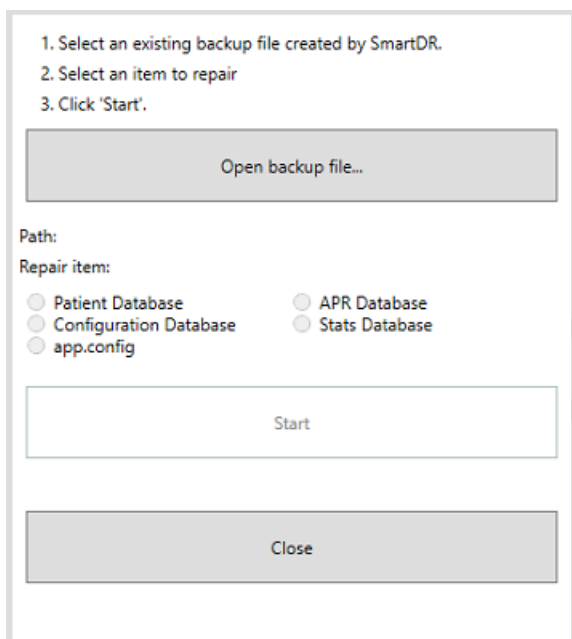 1. Select an existing backup file created by SmartDR.
2. Select an item to repair
3. Click 'Start'.
Open backup file...
Path:
Repair item:
Patient Database
APR Database
Configuration Database
Stats Database
app.config
Start
Close